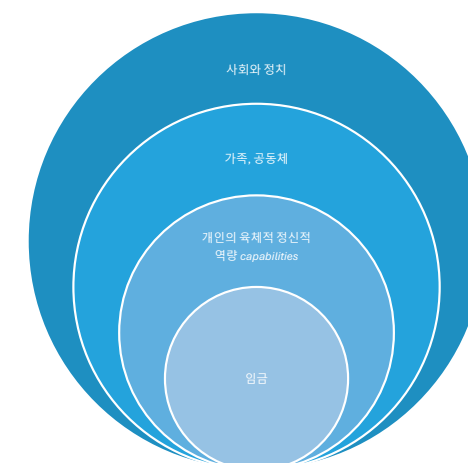 사회와 정치
가족, 공동체
개인의 육체적 정신적
역량 capabilities
임금